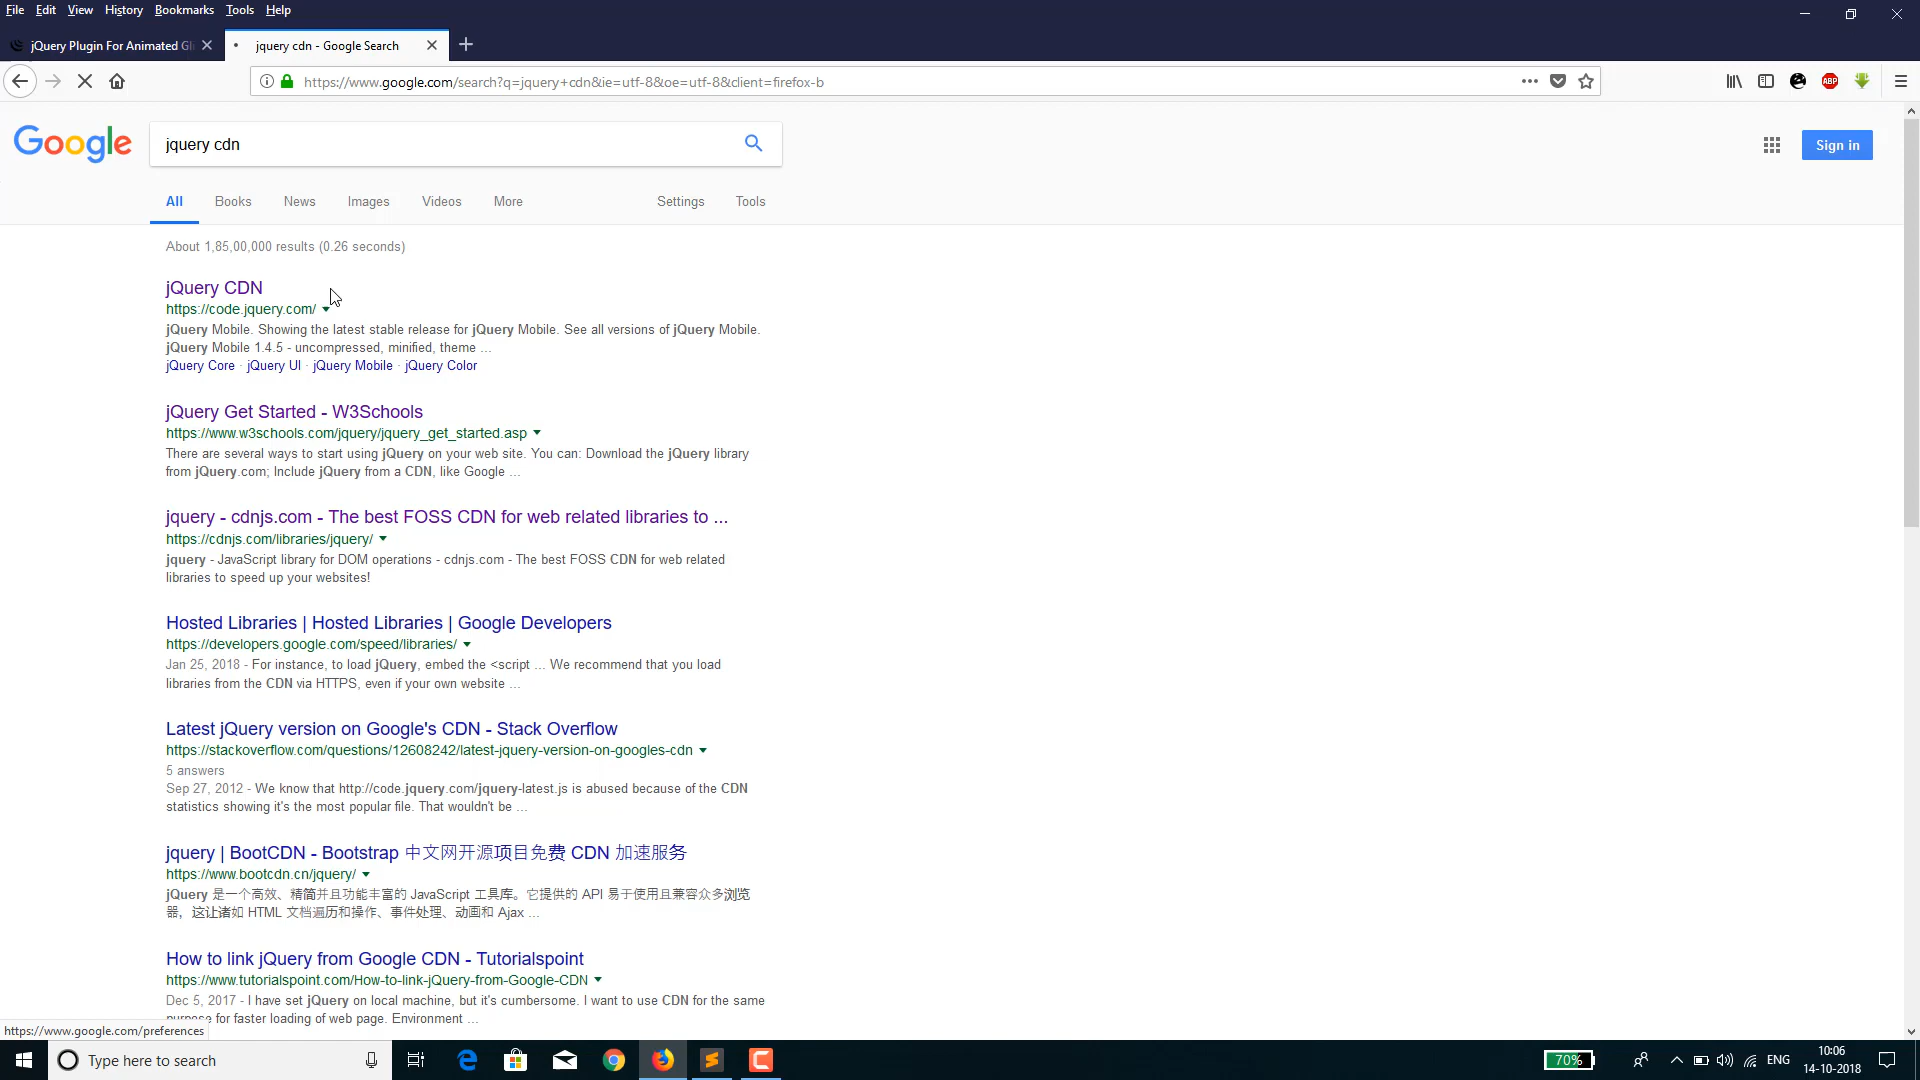 File Edit View History Bookmarks Tools Help
jQuery Plugin For Animated Gli
jquery cdn - Google Search
https://www.google.com/search?q=jquery+cdn&ie=utf-8&oe=utf-8&client=firefox-b
ABP
Google
jquery cdn
Sign in
All Books News Images Videos More Settings Tools
About 1,85,00,000 results (0.26 seconds)
jQuery CDN
https://code.jquery.com/
jQuery Mobile. Showing the latest stable release for jQuery Mobile. See all versions of jQuery Mobile.
jQuery Mobile 1.4.5 - uncompressed, minified, theme ...
jQuery Core · jQuery UI · jQuery Mobile · jQuery Color
jQuery Get Started - W3Schools
https://www.w3schools.com/jquery/jquery_get_started.asp
There are several ways to start using jQuery on your web site. You can: Download the jQuery library
from jQuery.com; Include jQuery from a CDN, like Google ...
jquery - cdnjs.com - The best FOSS CDN for web related libraries to ...
https://cdnjs.com/libraries/jquery/
jquery - JavaScript library for DOM operations - cdnjs.com - The best FOSS CDN for web related
libraries to speed up your websites!
Hosted Libraries | Hosted Libraries | Google Developers
https://developers.google.com/speed/libraries/
Jan 25, 2018 - For instance, to load jQuery, embed the <script ... We recommend that you load
libraries from the CDN via HTTPS, even if your own website ...
Latest jQuery version on Google's CDN - Stack Overflow
https://stackoverflow.com/questions/12608242/latest-jquery-version-on-googles-cdn
5 answers
Sep 27, 2012 - We know that http://code.jquery.com/jquery-latest.js is abused because of the CDN
statistics showing it's the most popular file. That wouldn't be ...
jquery | BootCDN - Bootstrap 中文网开源项目免费 CDN 加速服务
https://www.bootcdn.cn/jquery/
jQuery 是一个高效、精简并且功能丰富的 JavaScript 工具库。它提供的 API 易于使用且兼容众多浏览
器，这让诸如 HTML 文档遍历和操作、事件处理、动画和 Ajax ...
How to link jQuery from Google CDN - Tutorialspoint
https://www.tutorialspoint.com/How-to-link-jQuery-from-Google-CDN
Dec 5, 2017 - I have set jQuery on local machine, but it's cumbersome. I want to use CDN for the same
purpose for faster loading of web page. Environment ...
https://www.google.com/preferences
Type here to search
70%
ENG
10:06
14-10-2018